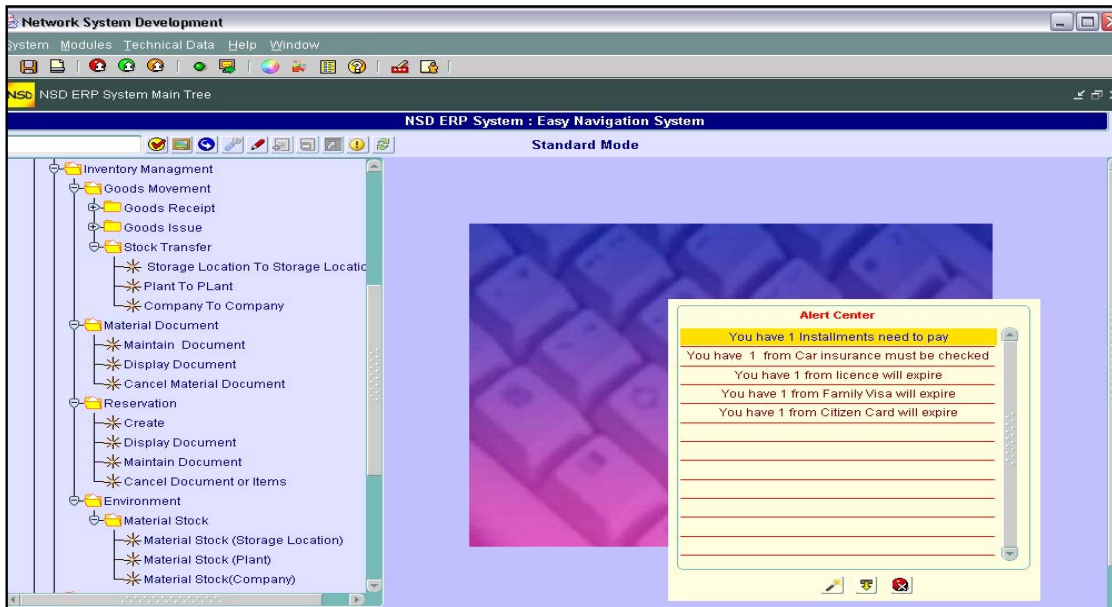 Network System Development
System Modules Technical Data Help Window
NSD NSD ERP System Main Tree
NSD ERP System : Easy Navigation System
Standard Mode
Inventory Managment
Goods Movement
Goods Receipt
Goods Issue
Stock Transfer
Storage Location To Storage Locatic
Plant To PLant
Company To Company
Material Document
Maintain Document
Display Document
Cancel Material Document
Reservation
Create
Display Document
Maintain Document
Cancel Document or Items
Environment
Material Stock
Material Stock (Storage Location)
Material Stock (Plant)
Material Stock(Company)
Alert Center
You have 1 Installments need to pay
You have 1 from Car insurance must be checked
You have 1 from licence will expire
You have 1 from Family Visa will expire
You have 1 from Citizen Card will expire